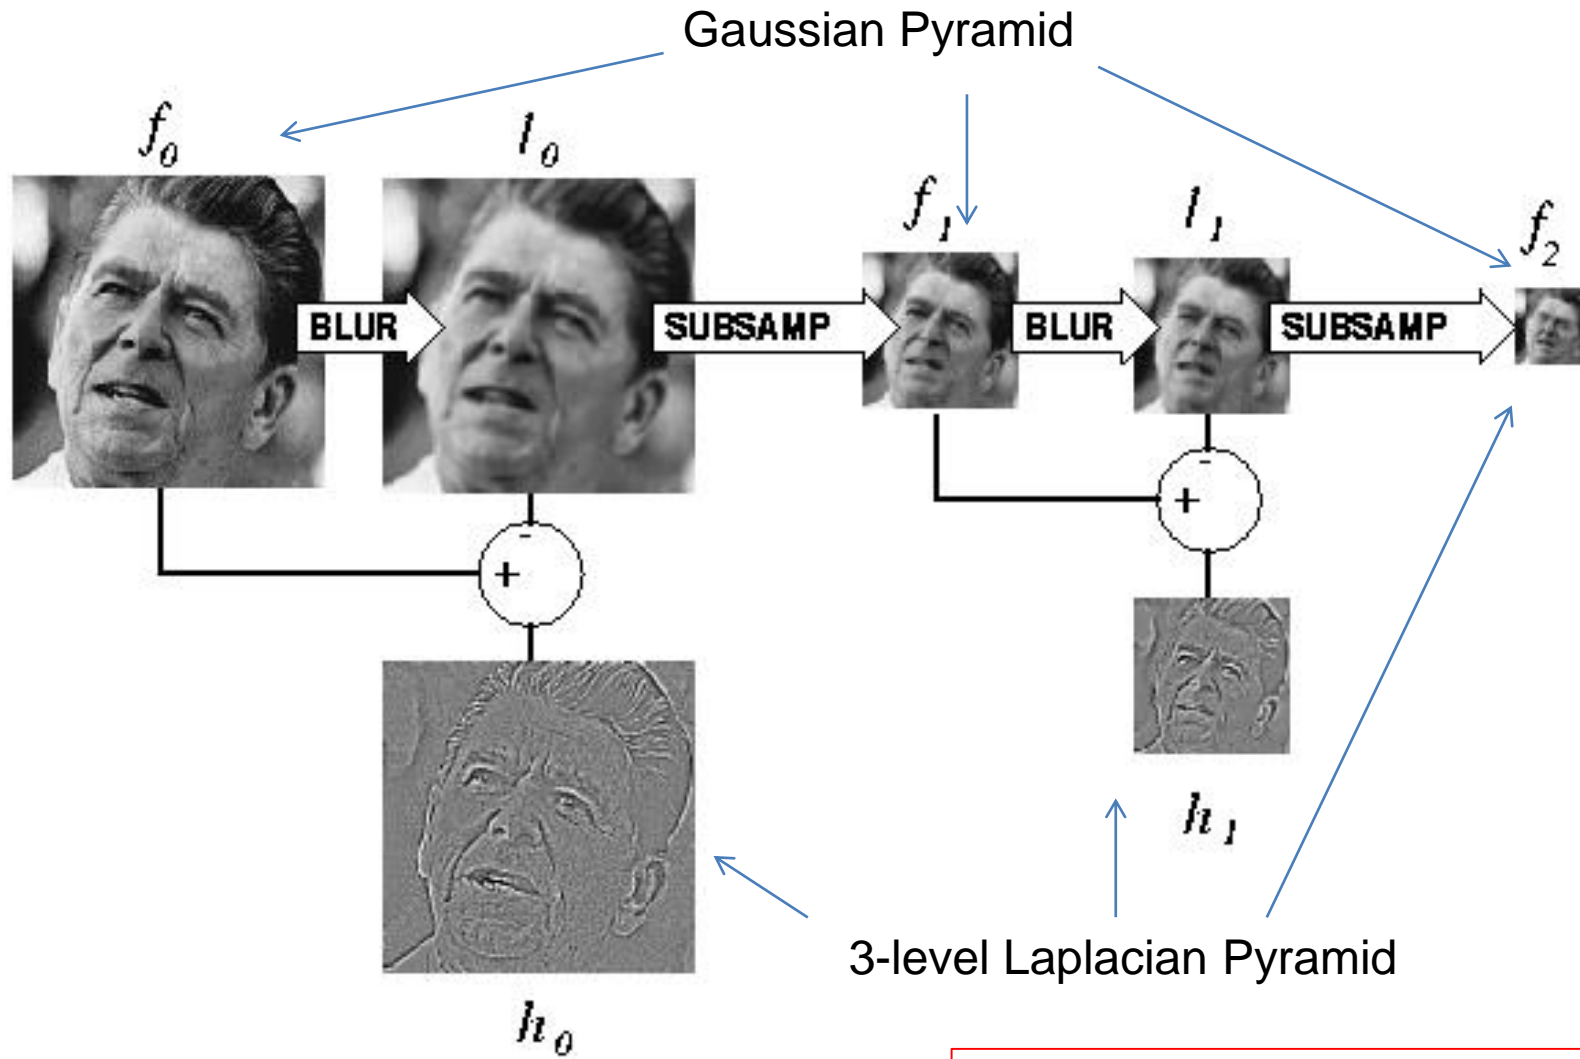 Gaussian Pyramid
f0 l0 f1 l1 f2
BLUR SUBSAMP BLUR SUBSAMP
- +
- +
h1
3-level Laplacian Pyramid
h0